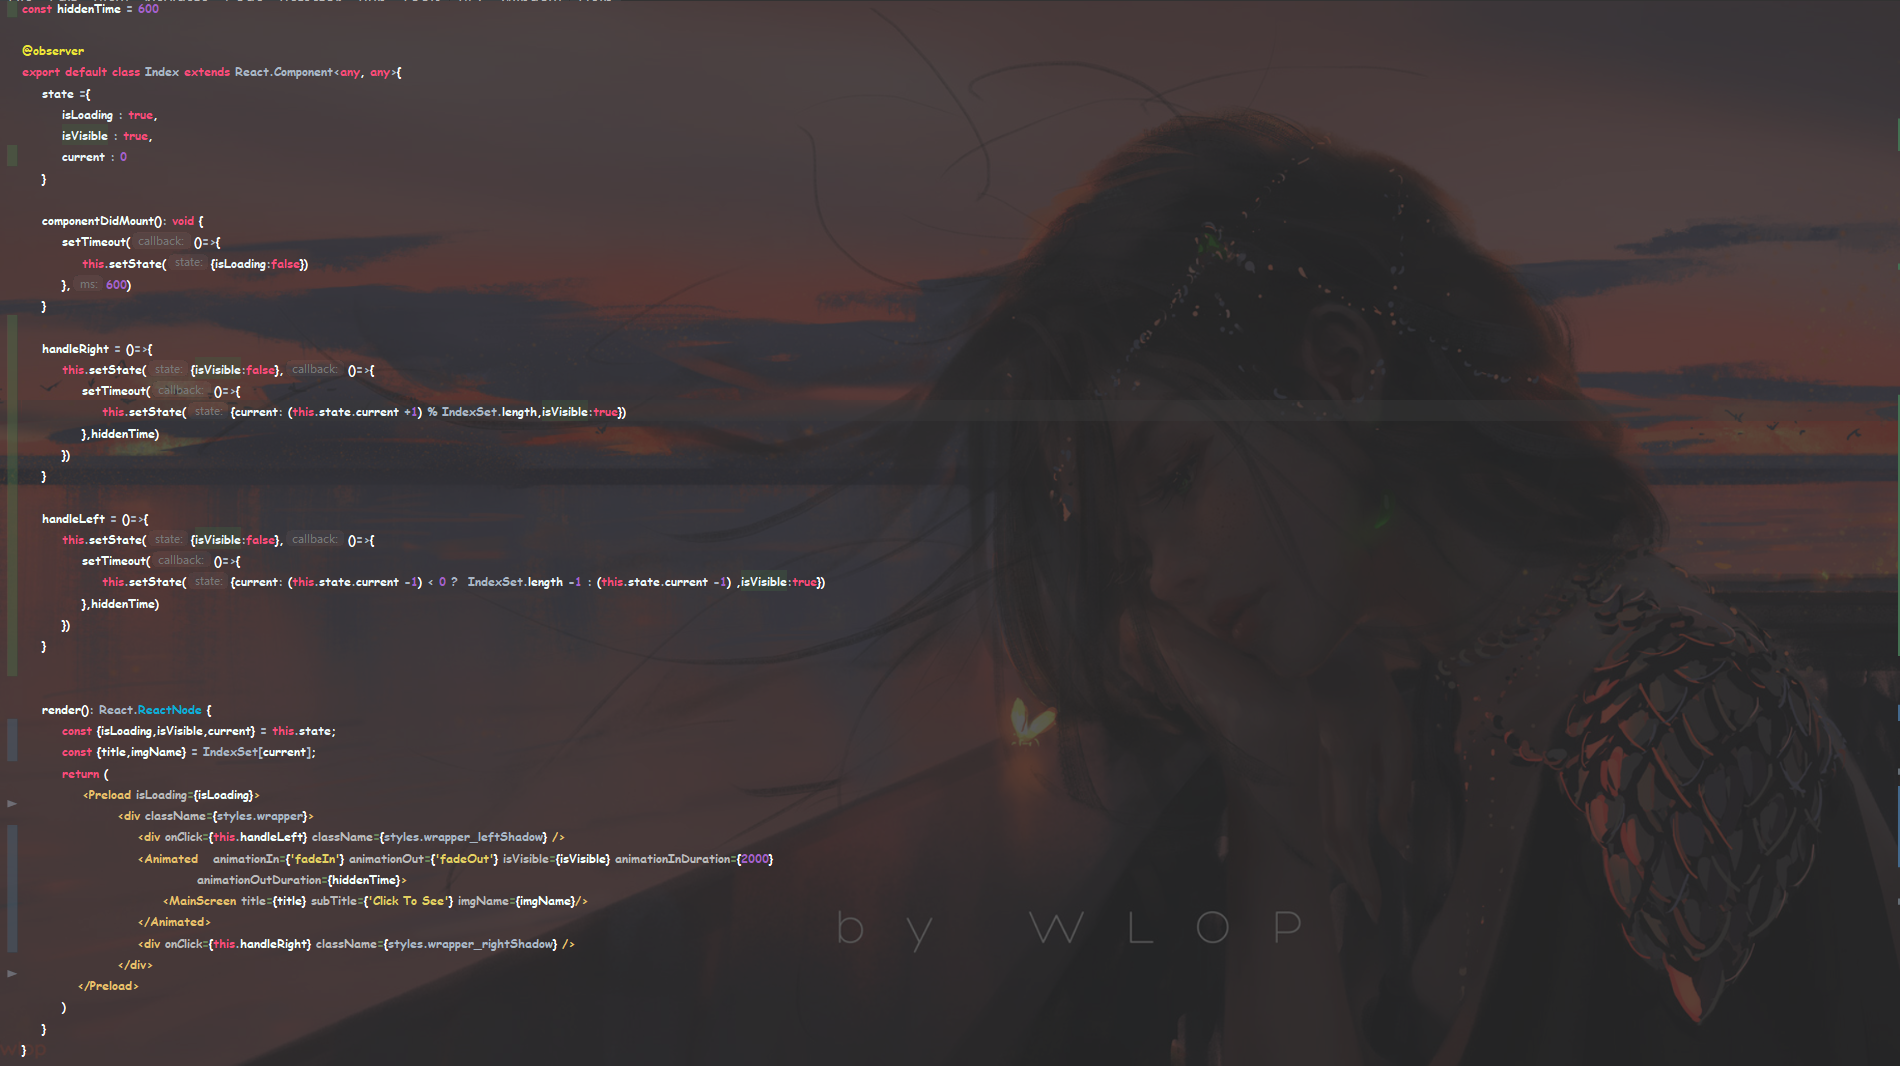 const hiddenTime = 600
@observer
export default class Index extends React.Component<any, any>{
state ={
isLoading : true,
isVisible : true,
current : 0
}
componentDidMount(): void {
setTimeout( callback: ()=>{
this.setState( state: {isLoading:false})
}, ms: 600)
}
handleRight = ()=>{
this.setState( state: {isVisible:false}, callback: ()=>{
setTimeout( callback: ()=>{
this.setState( state: {current: (this.state.current +1) % IndexSet.length,isVisible:true})
},hiddenTime)
})
}
handleLeft = ()=>{
this.setState( state: {isVisible:false}, callback: ()=>{
setTimeout( callback: ()=>{
this.setState( state: {current: (this.state.current -1) < 0 ? IndexSet.length -1 : (this.state.current -1) ,isVisible:true})
},hiddenTime)
})
}
render(): React.ReactNode {
const {isLoading,isVisible,current} = this.state;
const {title,imgName} = IndexSet[current];
return (
<Preload isLoading={isLoading}>
<div className={styles.wrapper}>
<div onClick={this.handleLeft} className={styles.wrapper_leftShadow} />
<Animated animationIn={'fadeIn'} animationOut={'fadeOut'} isVisible={isVisible} animationInDuration={2000}
animationOutDuration={hiddenTime}>
<MainScreen title={title} subTitle={'Click To See'} imgName={imgName}/>
</Animated>
<div onClick={this.handleRight} className={styles.wrapper_rightShadow} />
</div>
</Preload>
)
}
}
by WLOP
wlop